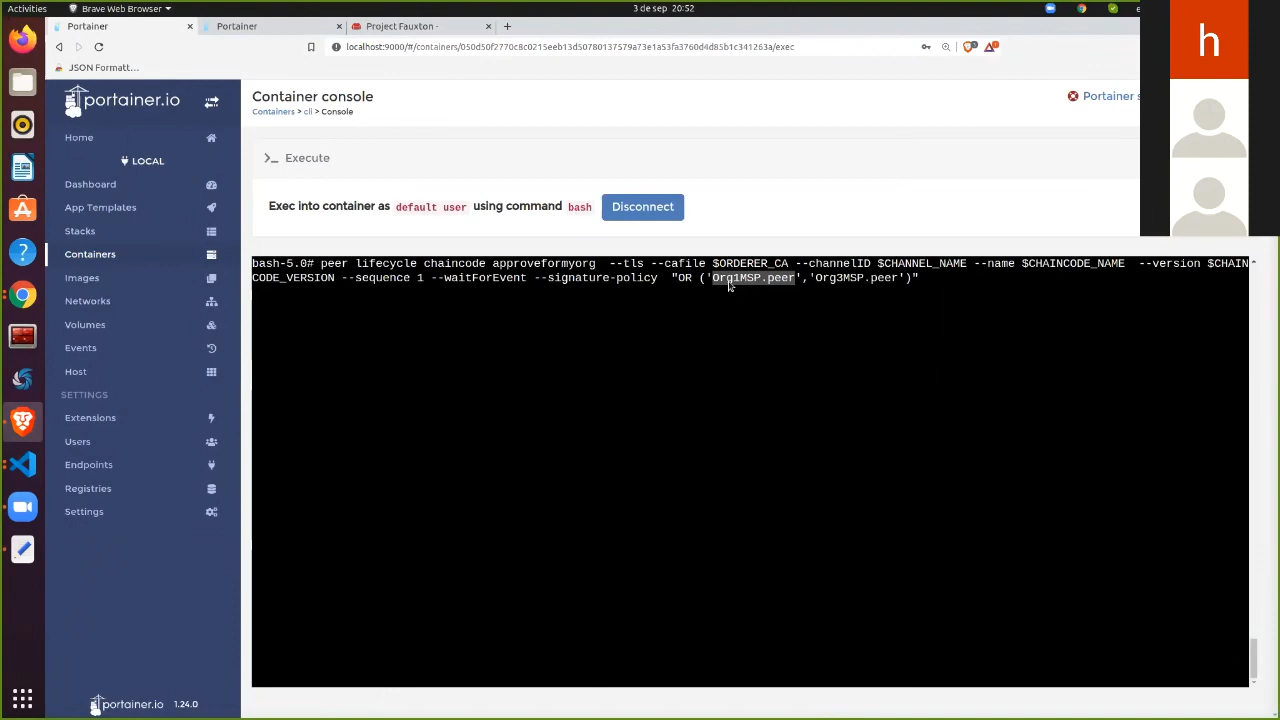 Activities
Brave Web Browser
3 de sep 20:52
Portainer
Portainer
Project Fauxton -
localhost:9000/#/containers/050d50f2770c8c0215eeb13d50780137579a73e1a53fa3760d4d85b1c341263a/exec
JSON Formatt...
portainer.io
Home
LOCAL
Dashboard
App Templates
Stacks
Containers
Images
Networks
Volumes
Events
Host
SETTINGS
Extensions
Users
Endpoints
Registries
Settings
portainer.io 1.24.0
Container console
Portainer s
Containers > cli > Console
>_ Execute
Exec into container as default user using command bash Disconnect
bash-5.0# peer lifecycle chaincode approveformyorg --tls --cafile $ORDERER_CA --channelID $CHANNEL_NAME --name $CHAINCODE_NAME --version $CHAIN
CODE_VERSION --sequence 1 --waitForEvent --signature-policy "OR ('Org1MSP.peer','Org3MSP.peer')"
h